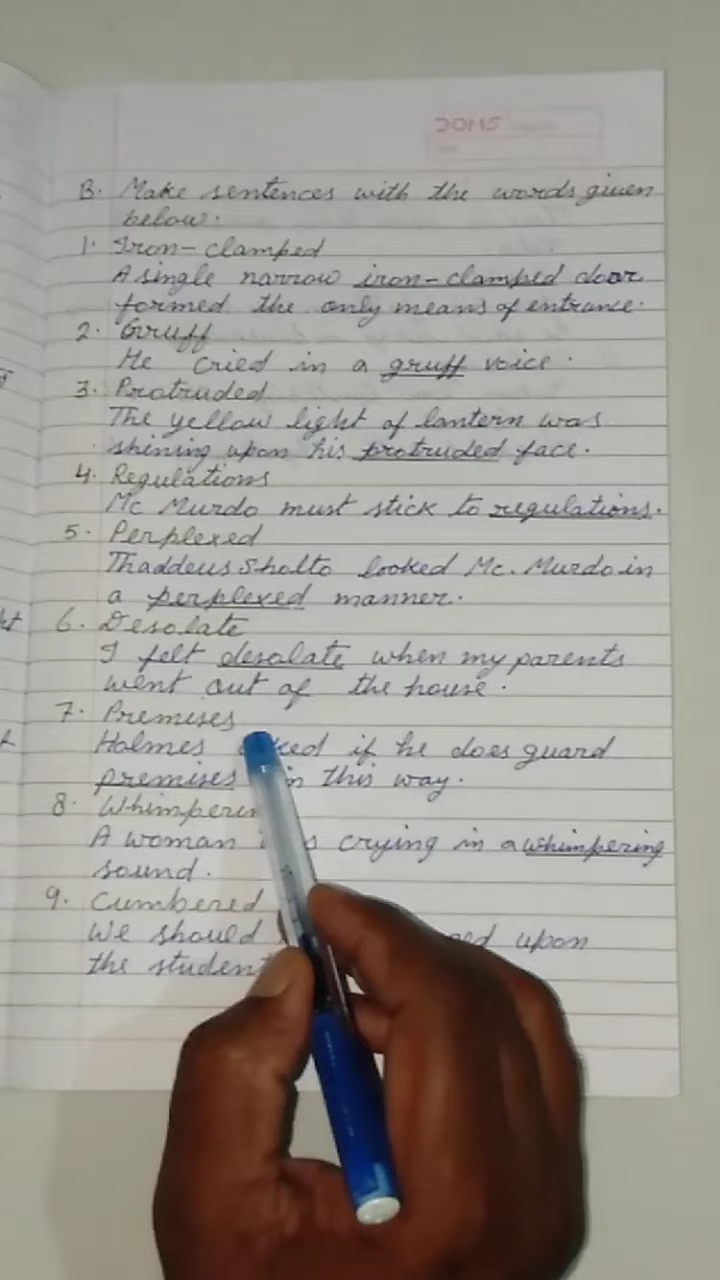 DOMS
B. Make sentences with the words given
below.
1. Iron-clamped
A single narrow iron-clamped door
formed the only means of entrance.
2. Gruff
He cried in a gruff voice.
3. Protruded
The yellow light of lantern was
shining upon his protruded face.
4. Regulations
Mc Murdo must stick to regulations.
5. Perplexed
Thaddeus Sholto looked Mc. Murdo in
a perplexed manner.
6. Desolate
I felt desolate when my parents
went out of the house.
7. Premises
Holmes if he does guard
premises in this way.
8.
A woman crying in a whimpering
sound.
9. Cumbered
We should upon
the